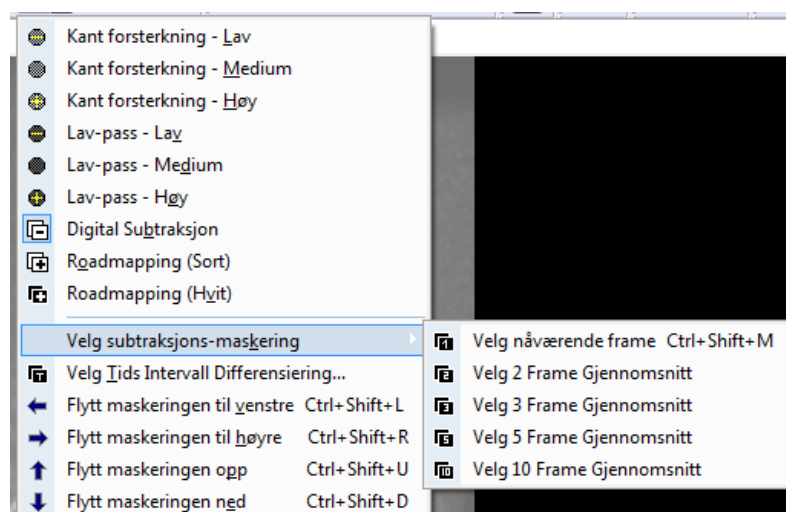 Kant forsterkning - Lav
Kant forsterkning - Medium
Kant forsterkning - Høy
Lav-pass - Lav
Lav-pass - Medium
Lav-pass - Høy
Digital Subtraksjon
Roadmapping (Sort)
Roadmapping (Hvit)
Velg subtraksjons-maskering
Velg nåværende frame Ctrl+Shift+M
Velg Tids Intervall Differensiering...
Velg 2 Frame Gjennomsnitt
Flytt maskeringen til venstre Ctrl+Shift+L
Velg 3 Frame Gjennomsnitt
Flytt maskeringen til høyre Ctrl+Shift+R
Velg 5 Frame Gjennomsnitt
Flytt maskeringen opp Ctrl+Shift+U
Velg 10 Frame Gjennomsnitt
Flytt maskeringen ned Ctrl+Shift+D